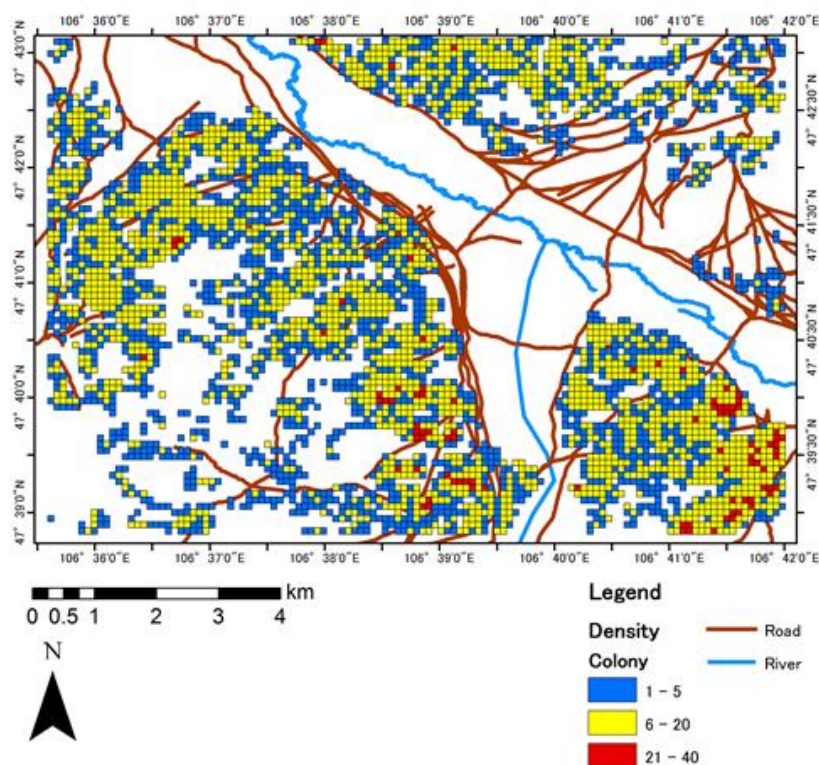 106° 36'0"E 106° 37'0"E 106° 38'0"E 106° 39'0"E 106° 40'0"E 106° 41'0"E 106° 42'0"E
47° 43'0"N
47° 42'30"N
47° 42'0"N
47° 41'30"N
47° 41'0"N
47° 40'30"N
47° 40'0"N
47° 39'30"N
47° 39'0"N
106° 36'0"E 106° 37'0"E 106° 38'0"E 106° 39'0"E 106° 40'0"E 106° 41'0"E 106° 42'0"E
km
0 0.5 1 2 3 4
N
Legend
Density
Colony
1 - 5
6 - 20
21 - 40
Road
River